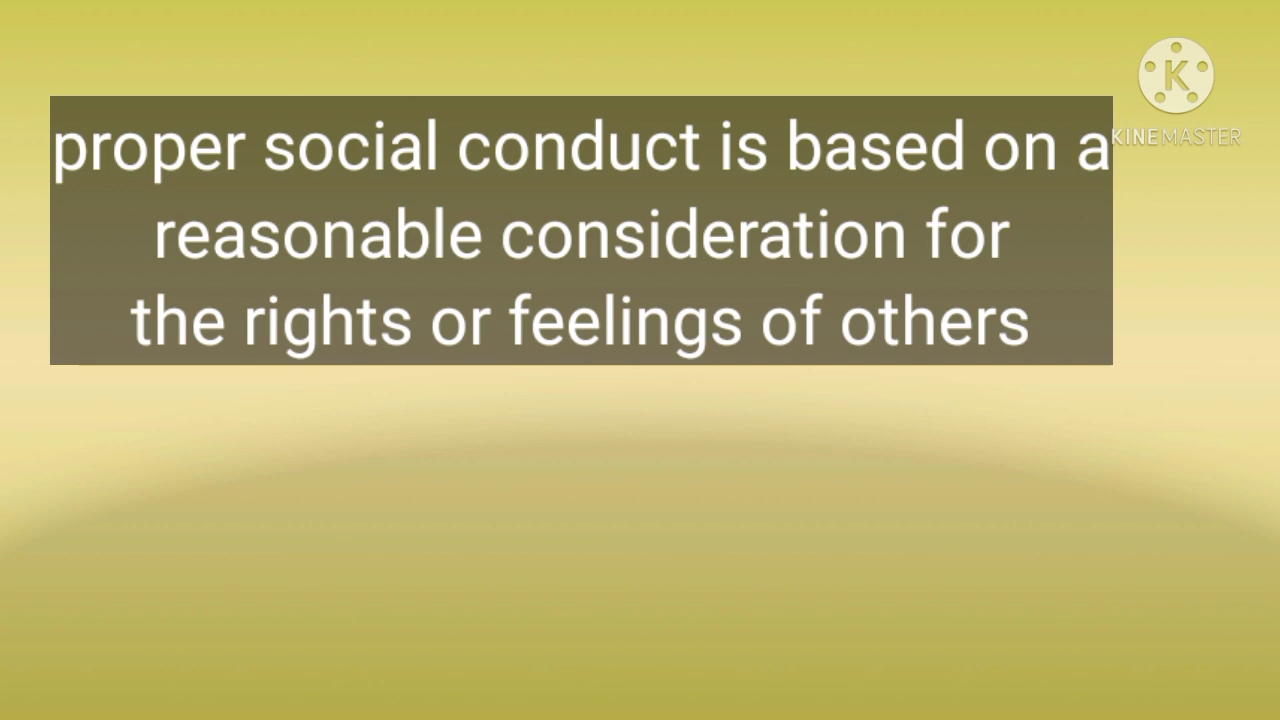 proper social conduct is based on a
reasonable consideration for
the rights or feelings of others
K
KINEMASTER